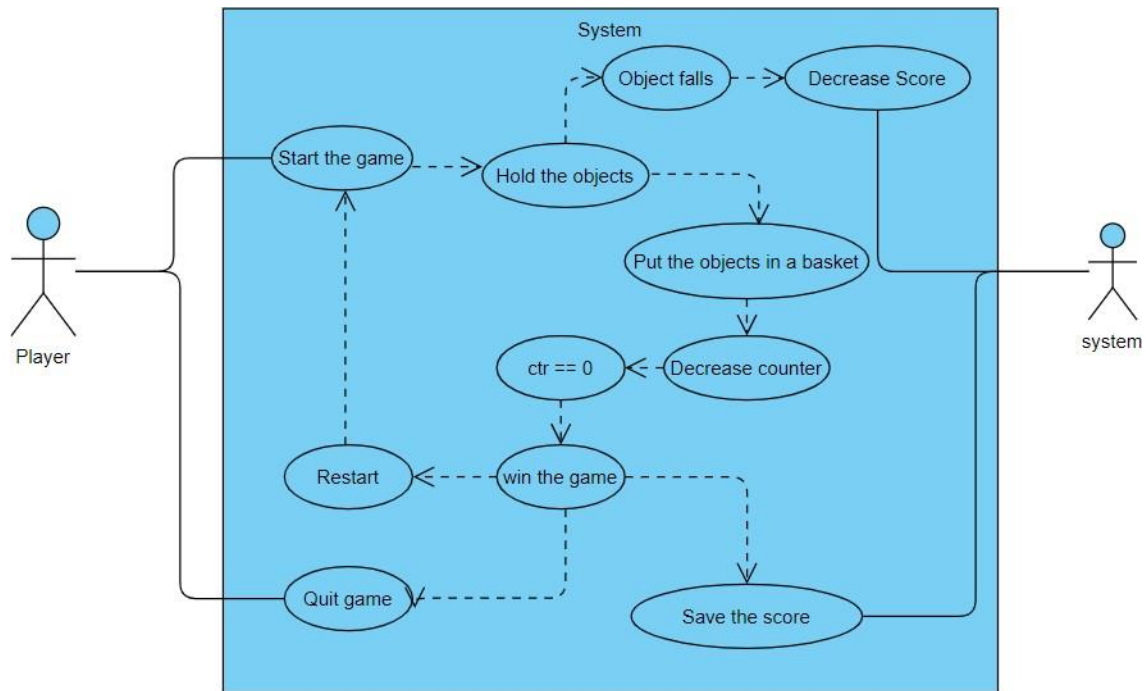 System
Object falls
Decrease Score
Start the game
Hold the objects
Put the objects in a basket
Player
system
ctr == 0
Decrease counter
Restart
win the game
Quit game
Save the score